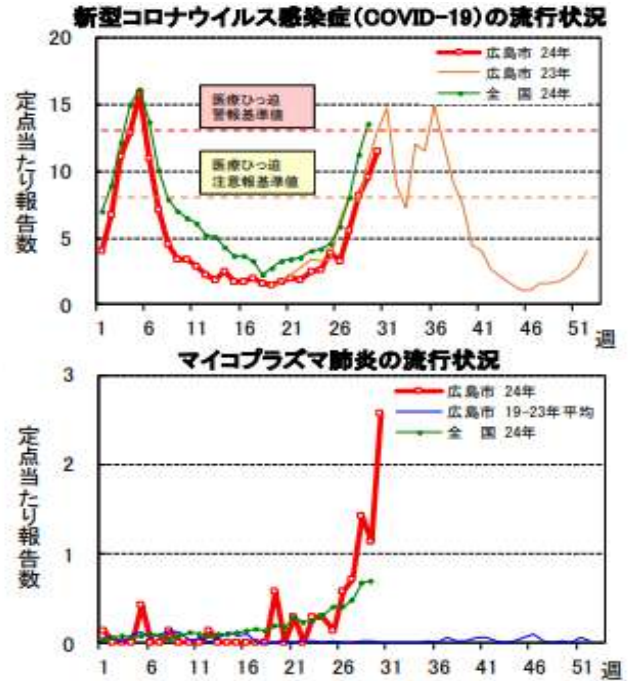 新型コロナウイルス感染症(COVID-19)の流行状況
定点当たり報告数
20
15
10
5
0
広島市 24年
広島市 23年
全 国 24年
医療ひっ迫
警報基準値
医療ひっ迫
注意報基準値
1 6 11 16 21 26 31 36 41 46 51 週
マイコプラズマ肺炎の流行状況
定点当たり報告数
3
2
1
0
広島市 24年
広島市 19-23年平均
全 国 24年
1 6 11 16 21 26 31 36 41 46 51 週